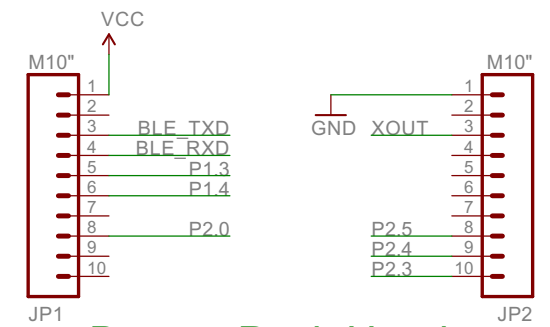 VCC
M10"
1
2
3 BLE_TXD
4 BLE_RXD
5 P1.3
6 P1.4
7
8 P2.0
9
10
JP1
M10"
1
GND
2
XOUT 3
4
5
6
7
P2.5 8
P2.4 9
P2.3 10
JP2